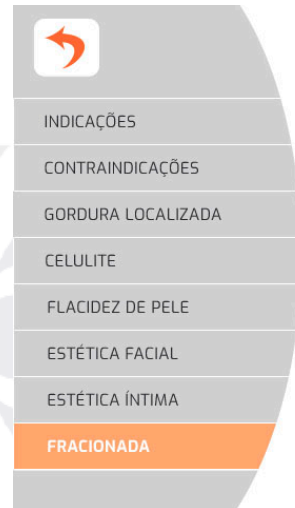 INDICAÇÕES
CONTRAINDICAÇÕES
GORDURA LOCALIZADA
CELULITE
FLACIDEZ DE PELE
ESTÉTICA FACIAL
ESTÉTICA ÍNTIMA
FRACIONADA